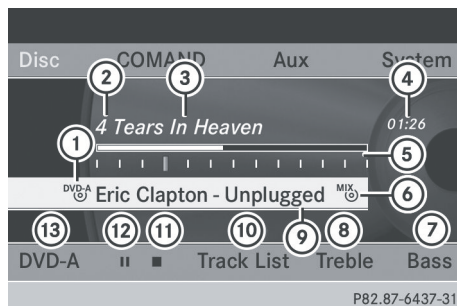 Disc COMAND Aux System
2 3 4
4 Tears In Heaven 01:26
1 5
DVD-A Eric Clapton - Unplugged MIX 6
13 12 11 10 9 8 7
DVD-A Track List Treble Bass
P82.87-6437-31